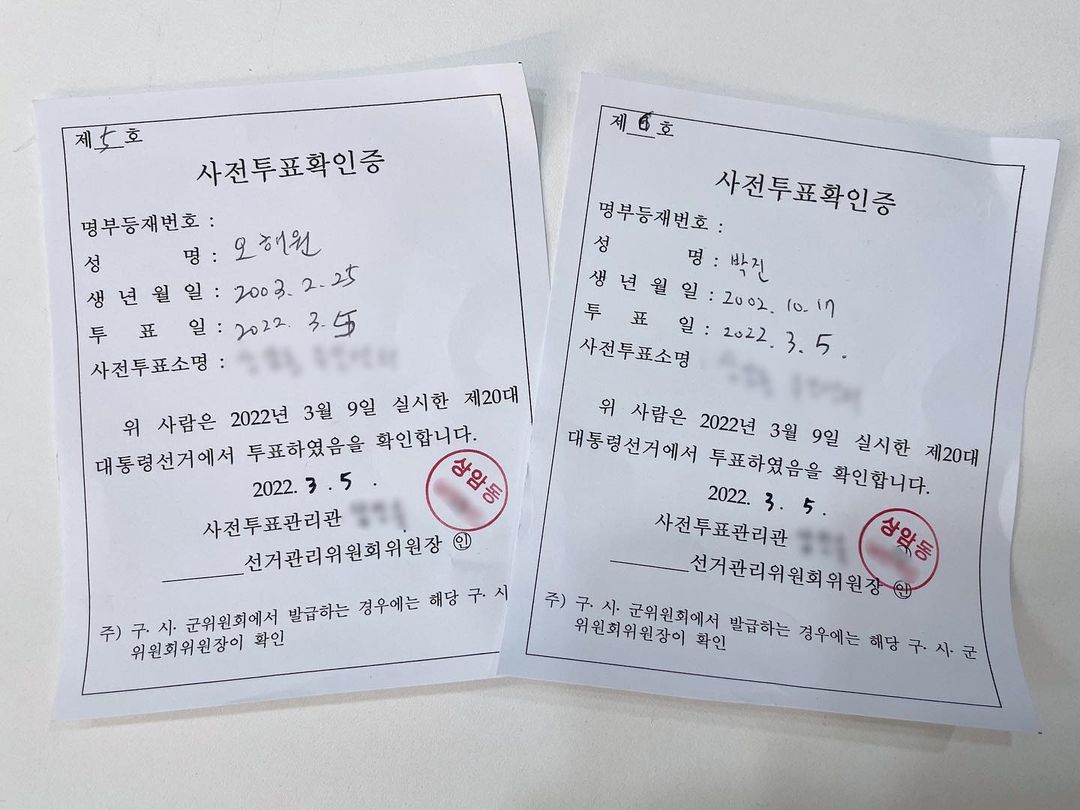 제 5 호
사전투표확인증
명부등재번호 :
성 명 : 오해원
생 년 월 일 : 2003. 2. 25
투 표 일 : 2022. 3. 5
사전투표소명 :
위 사람은 2022년 3월 9일 실시한 제20대
대통령선거에서 투표하였음을 확인합니다.
2022. 3 . 5 .
사전투표관리관
상암동
선거관리위원회위원장 ㊞
주) 구· 시· 군위원회에서 발급하는 경우에는 해당 구· 시
위원회위원장이 확인
제 6 호
사전투표확인증
명부등재번호 :
성 명 : 박진
생 년 월 일 : 2002. 10. 17
투 표 일 : 2022. 3. 5.
사전투표소명
위 사람은 2022년 3월 9일 실시한 제20대
대통령선거에서 투표하였음을 확인합니다.
2022. 3. 5 .
사전투표관리관
상암동
선거관리위원회위원장 ㊞
주) 구· 시· 군위원회에서 발급하는 경우에는 해당 구· 시· 군
위원회위원장이 확인